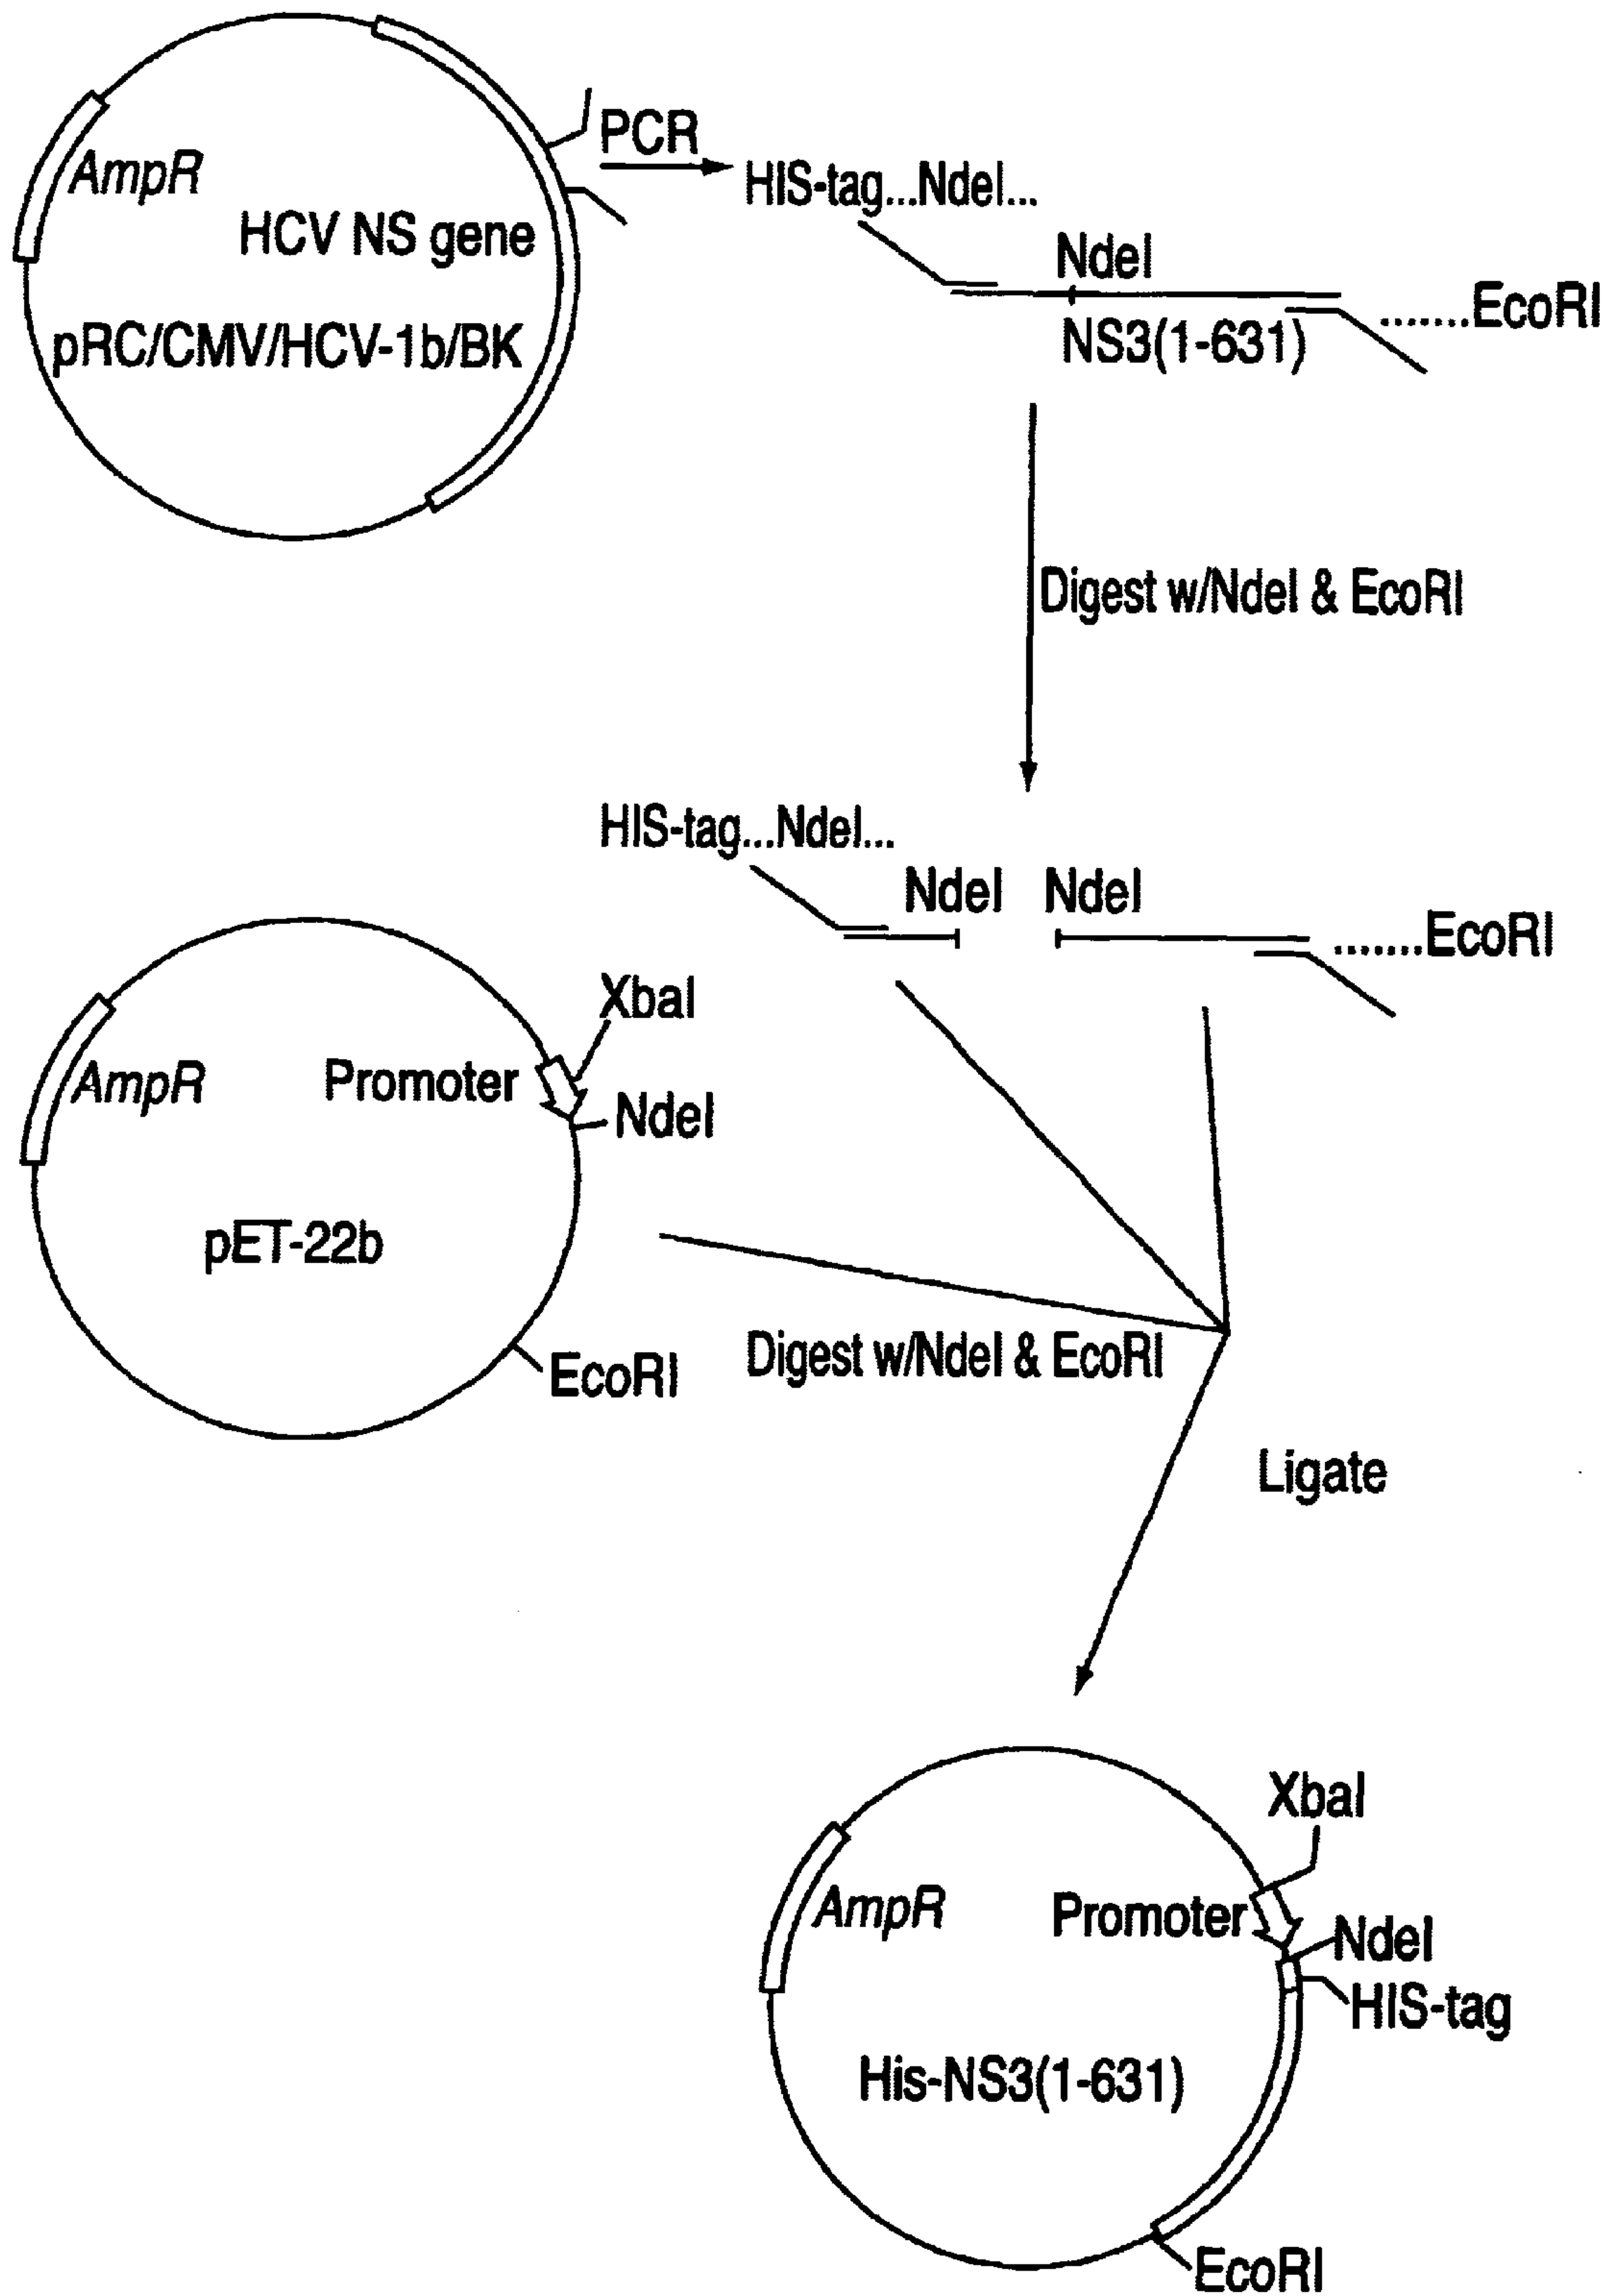 PCR
AmpR
HCV NS gene
pRC/CMV/HCV-1b/BK
HIS-tag...NdeI...
NdeI
.......EcoRI
NS3(1-631)
Digest w/NdeI & EcoRI
HIS-tag...NdeI...
NdeI NdeI
.......EcoRI
XbaI
AmpR Promoter
NdeI
pET-22b
EcoRI
Digest w/NdeI & EcoRI
Ligate
XbaI
AmpR Promoter
NdeI
HIS-tag
His-NS3(1-631)
EcoRI